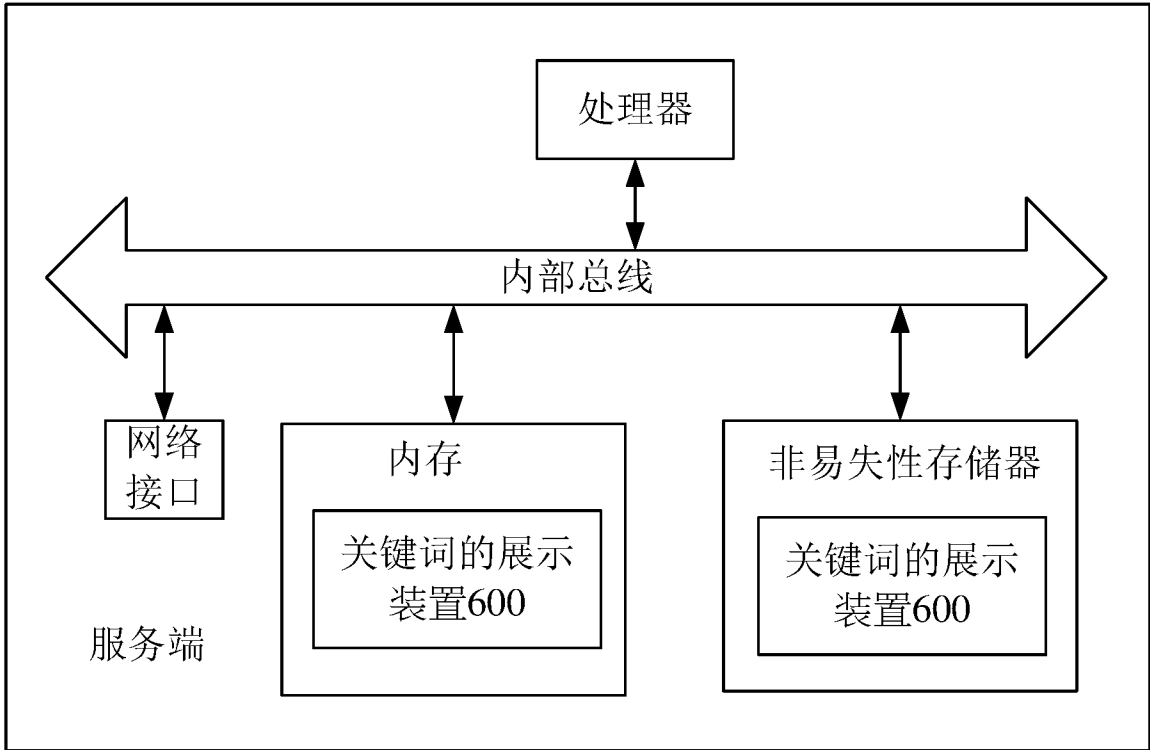 处理器
内部总线
网络
接口
内存
关键词的展示
装置600
非易失性存储器
关键词的展示
装置600
服务端